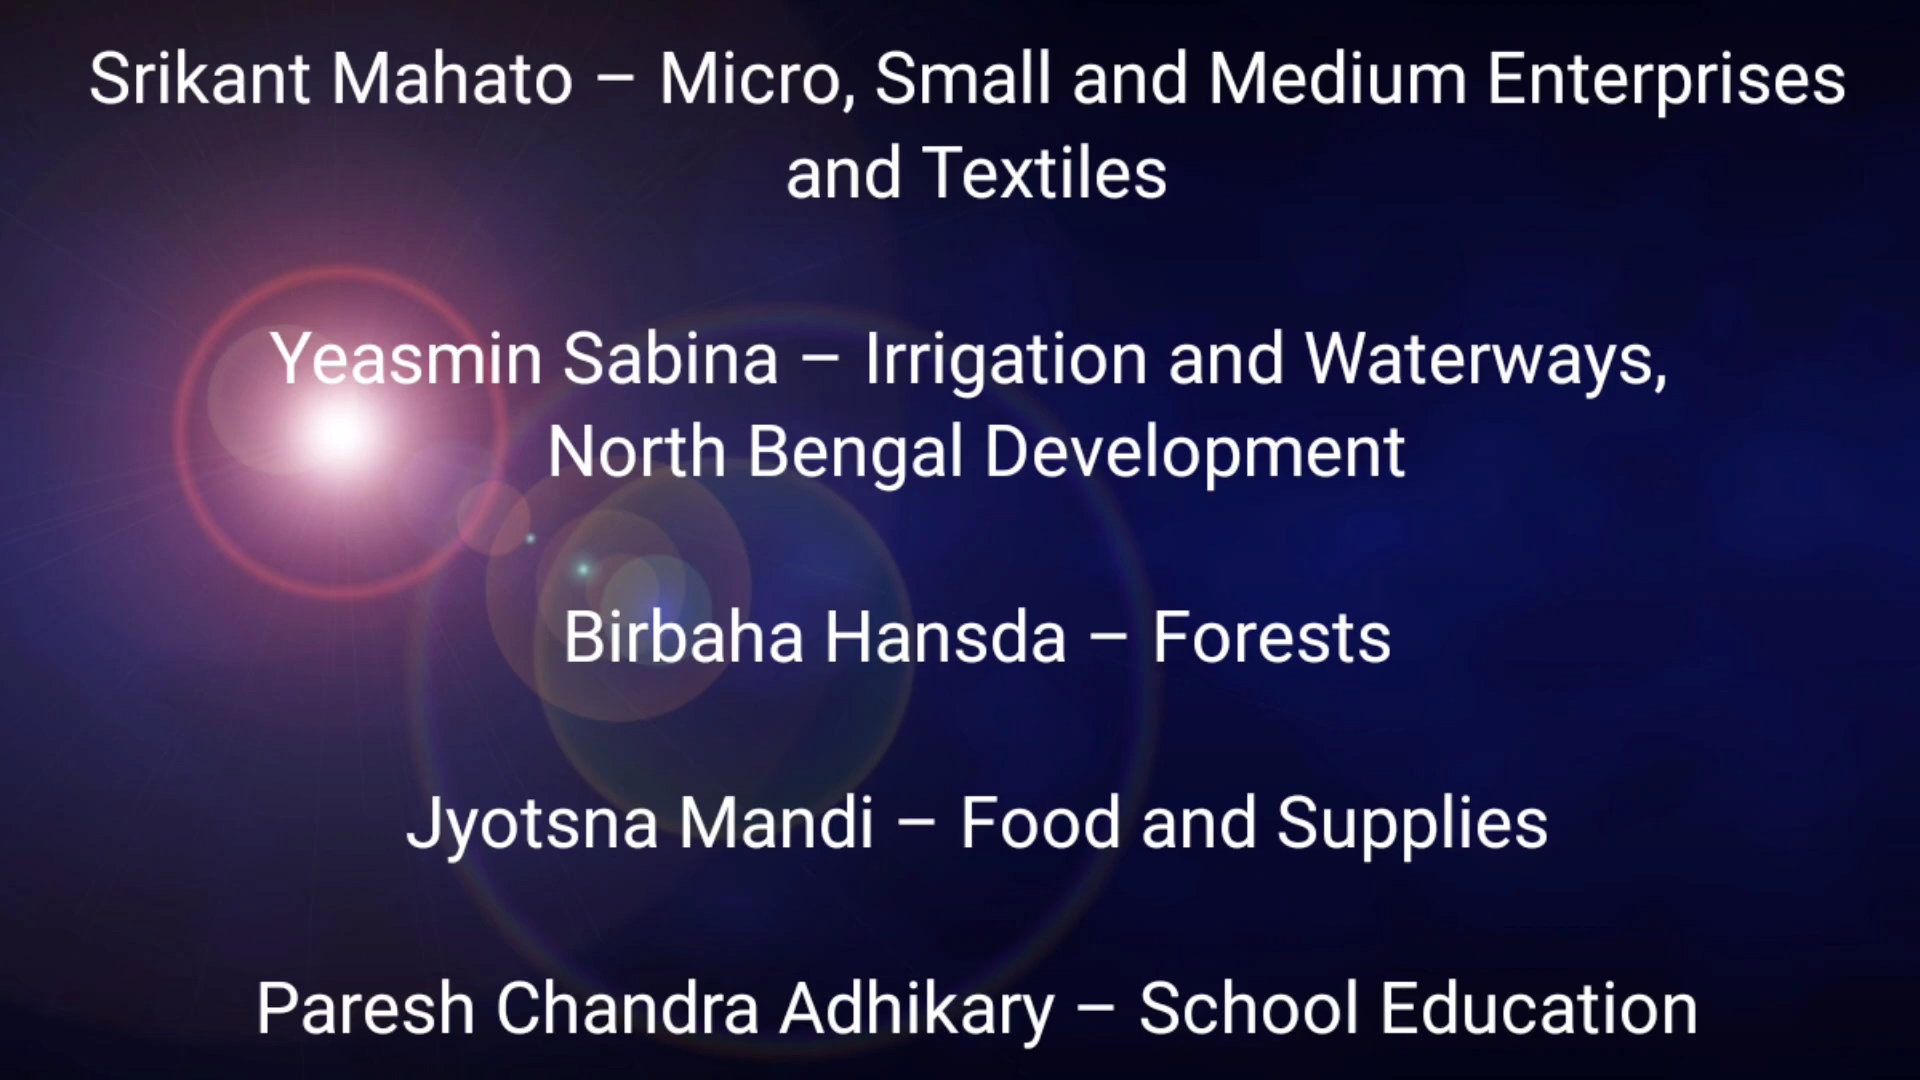 Srikant Mahato – Micro, Small and Medium Enterprises
and Textiles
Yeasmin Sabina – Irrigation and Waterways,
North Bengal Development
Birbaha Hansda – Forests
Jyotsna Mandi – Food and Supplies
Paresh Chandra Adhikary – School Education